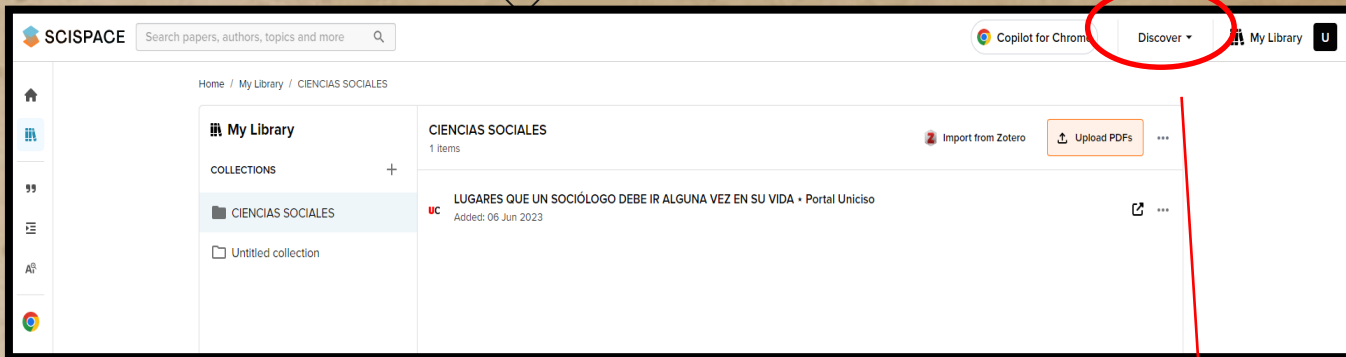 SCISPACE
Search papers, authors, topics and more
Copilot for Chrome
Discover
My Library
U
Home / My Library / CIENCIAS SOCIALES
My Library
COLLECTIONS
CIENCIAS SOCIALES
Untitled collection
CIENCIAS SOCIALES
1 items
Import from Zotero
Upload PDFs
UC LUGARES QUE UN SOCIÓLOGO DEBE IR ALGUNA VEZ EN SU VIDA • Portal Uniciso
Added: 06 Jun 2023